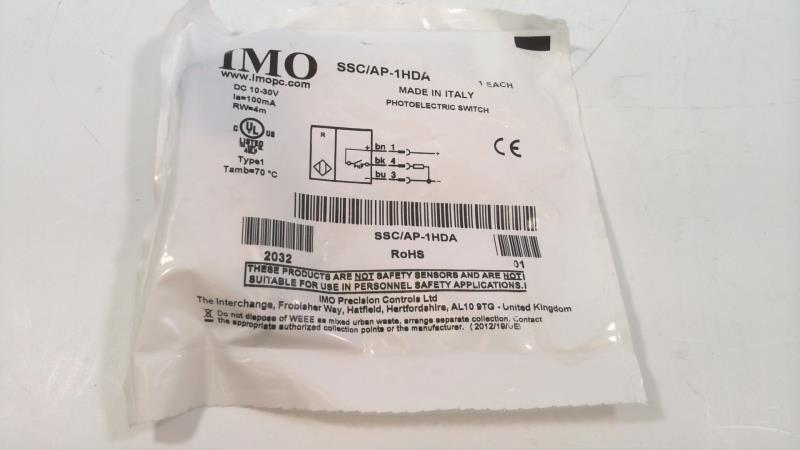 IMO
www.imopc.com
DC 10-30V
Ia=100mA
RW=4m
SSC/AP-1HDA
1 EACH
MADE IN ITALY
PHOTOELECTRIC SWITCH
C UL US
LISTED
Type1
Tamb=70 °C
R
+ bn 1 +
bk 4
- bu 3 -
CE
SSC/AP-1HDA
2032
RoHS
01
THESE PRODUCTS ARE NOT SAFETY SENSORS AND ARE NOT
SUITABLE FOR USE IN PERSONNEL SAFETY APPLICATIONS.!
IMO Precision Controls Ltd
The Interchange, Frobisher Way, Hatfield, Hertfordshire, AL10 9TG - United Kingdom
Do not dispose of WEEE as mixed urban waste, arrange separate collection. Contact
the appropriate authorized collection points or the manufacturer. (2012/19/UE)